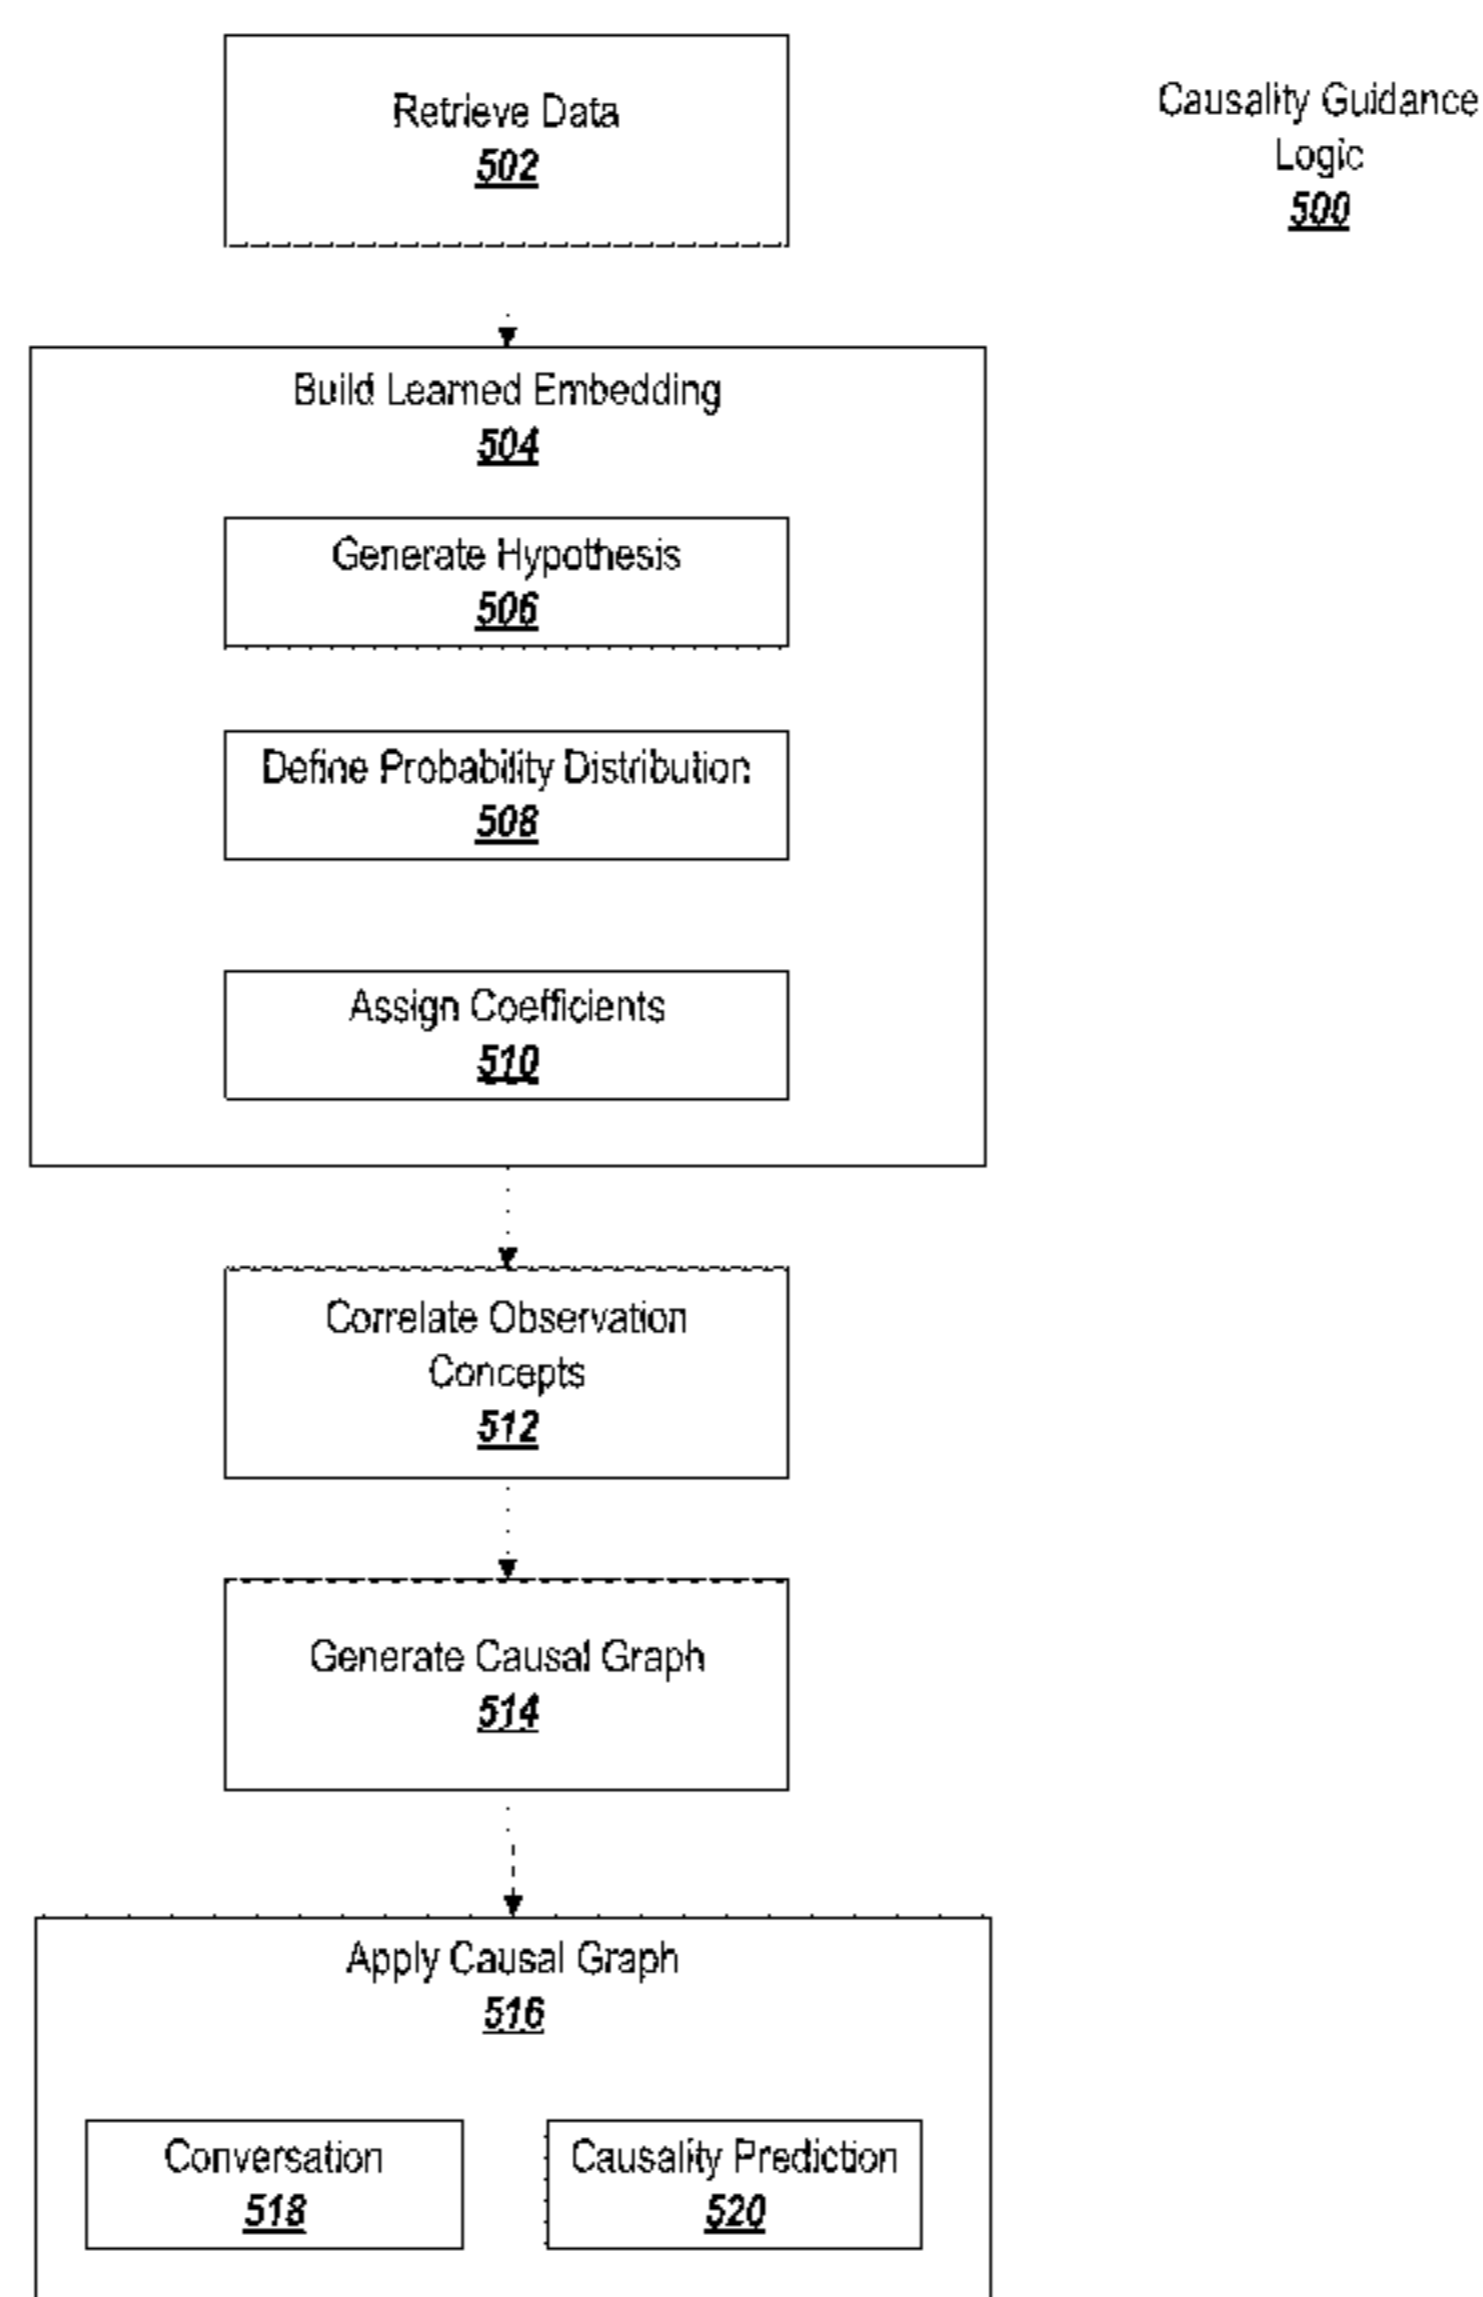 Retrieve Data
502
Causality Guidance
Logic
500
Build Learned Embedding
504
Generate Hypothesis
506
Define Probability Distribution
508
Assign Coefficients
510
Correlate Observation
Concepts
512
Generate Causal Graph
514
Apply Causal Graph
516
Conversation
518
Causality Prediction
520